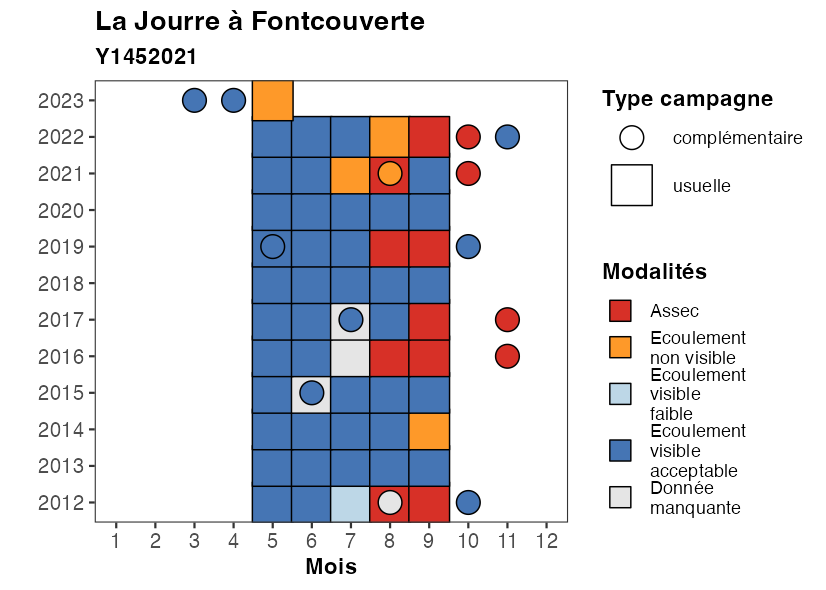 La Jourre à Fontcouverte
Y1452021
2023
2022
2021
2020
2019
2018
2017
2016
2015
2014
2013
2012
1 2 3 4 5 6 7 8 9 10 11 12
Mois
Type campagne
complémentaire
usuelle
Modalités
Assec
Ecoulement
non visible
Ecoulement
visible
faible
Ecoulement
visible
acceptable
Donnée
manquante